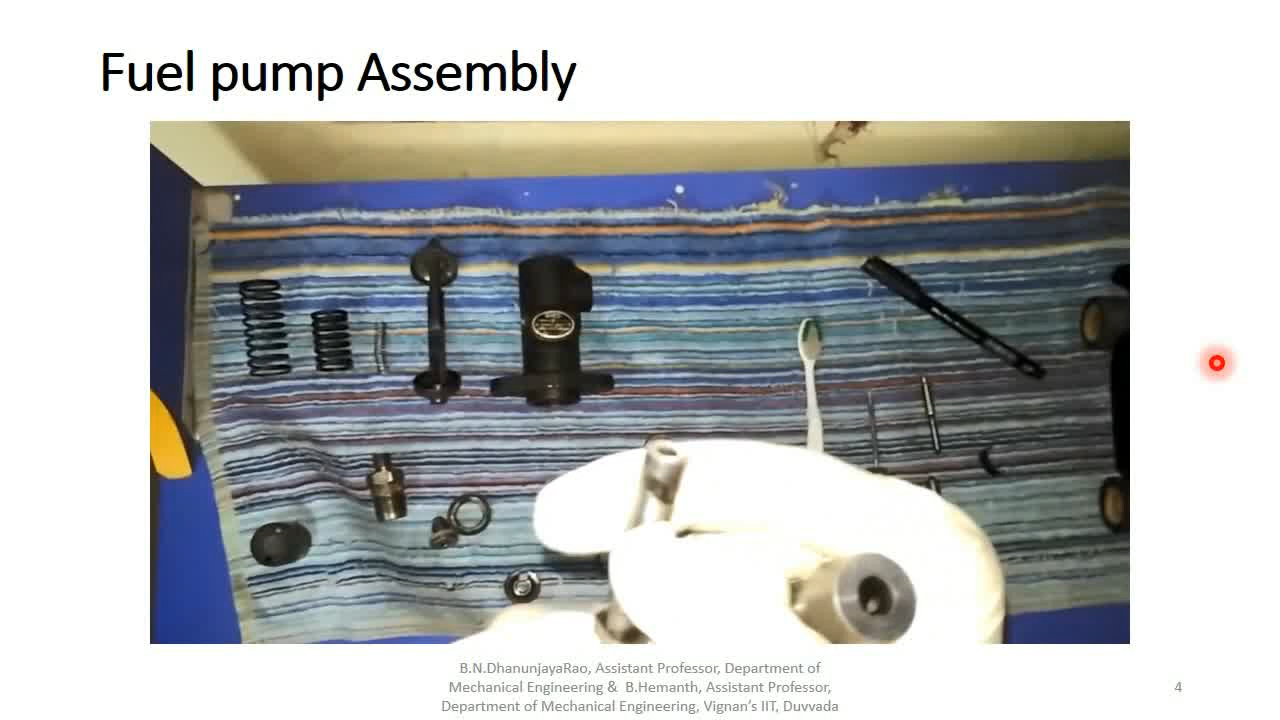 Fuel pump Assembly
B.N.DhanunjayaRao, Assistant Professor, Department of
Mechanical Engineering & B.Hemanth, Assistant Professor,
Department of Mechanical Engineering, Vignan's IIT, Duvvada
4